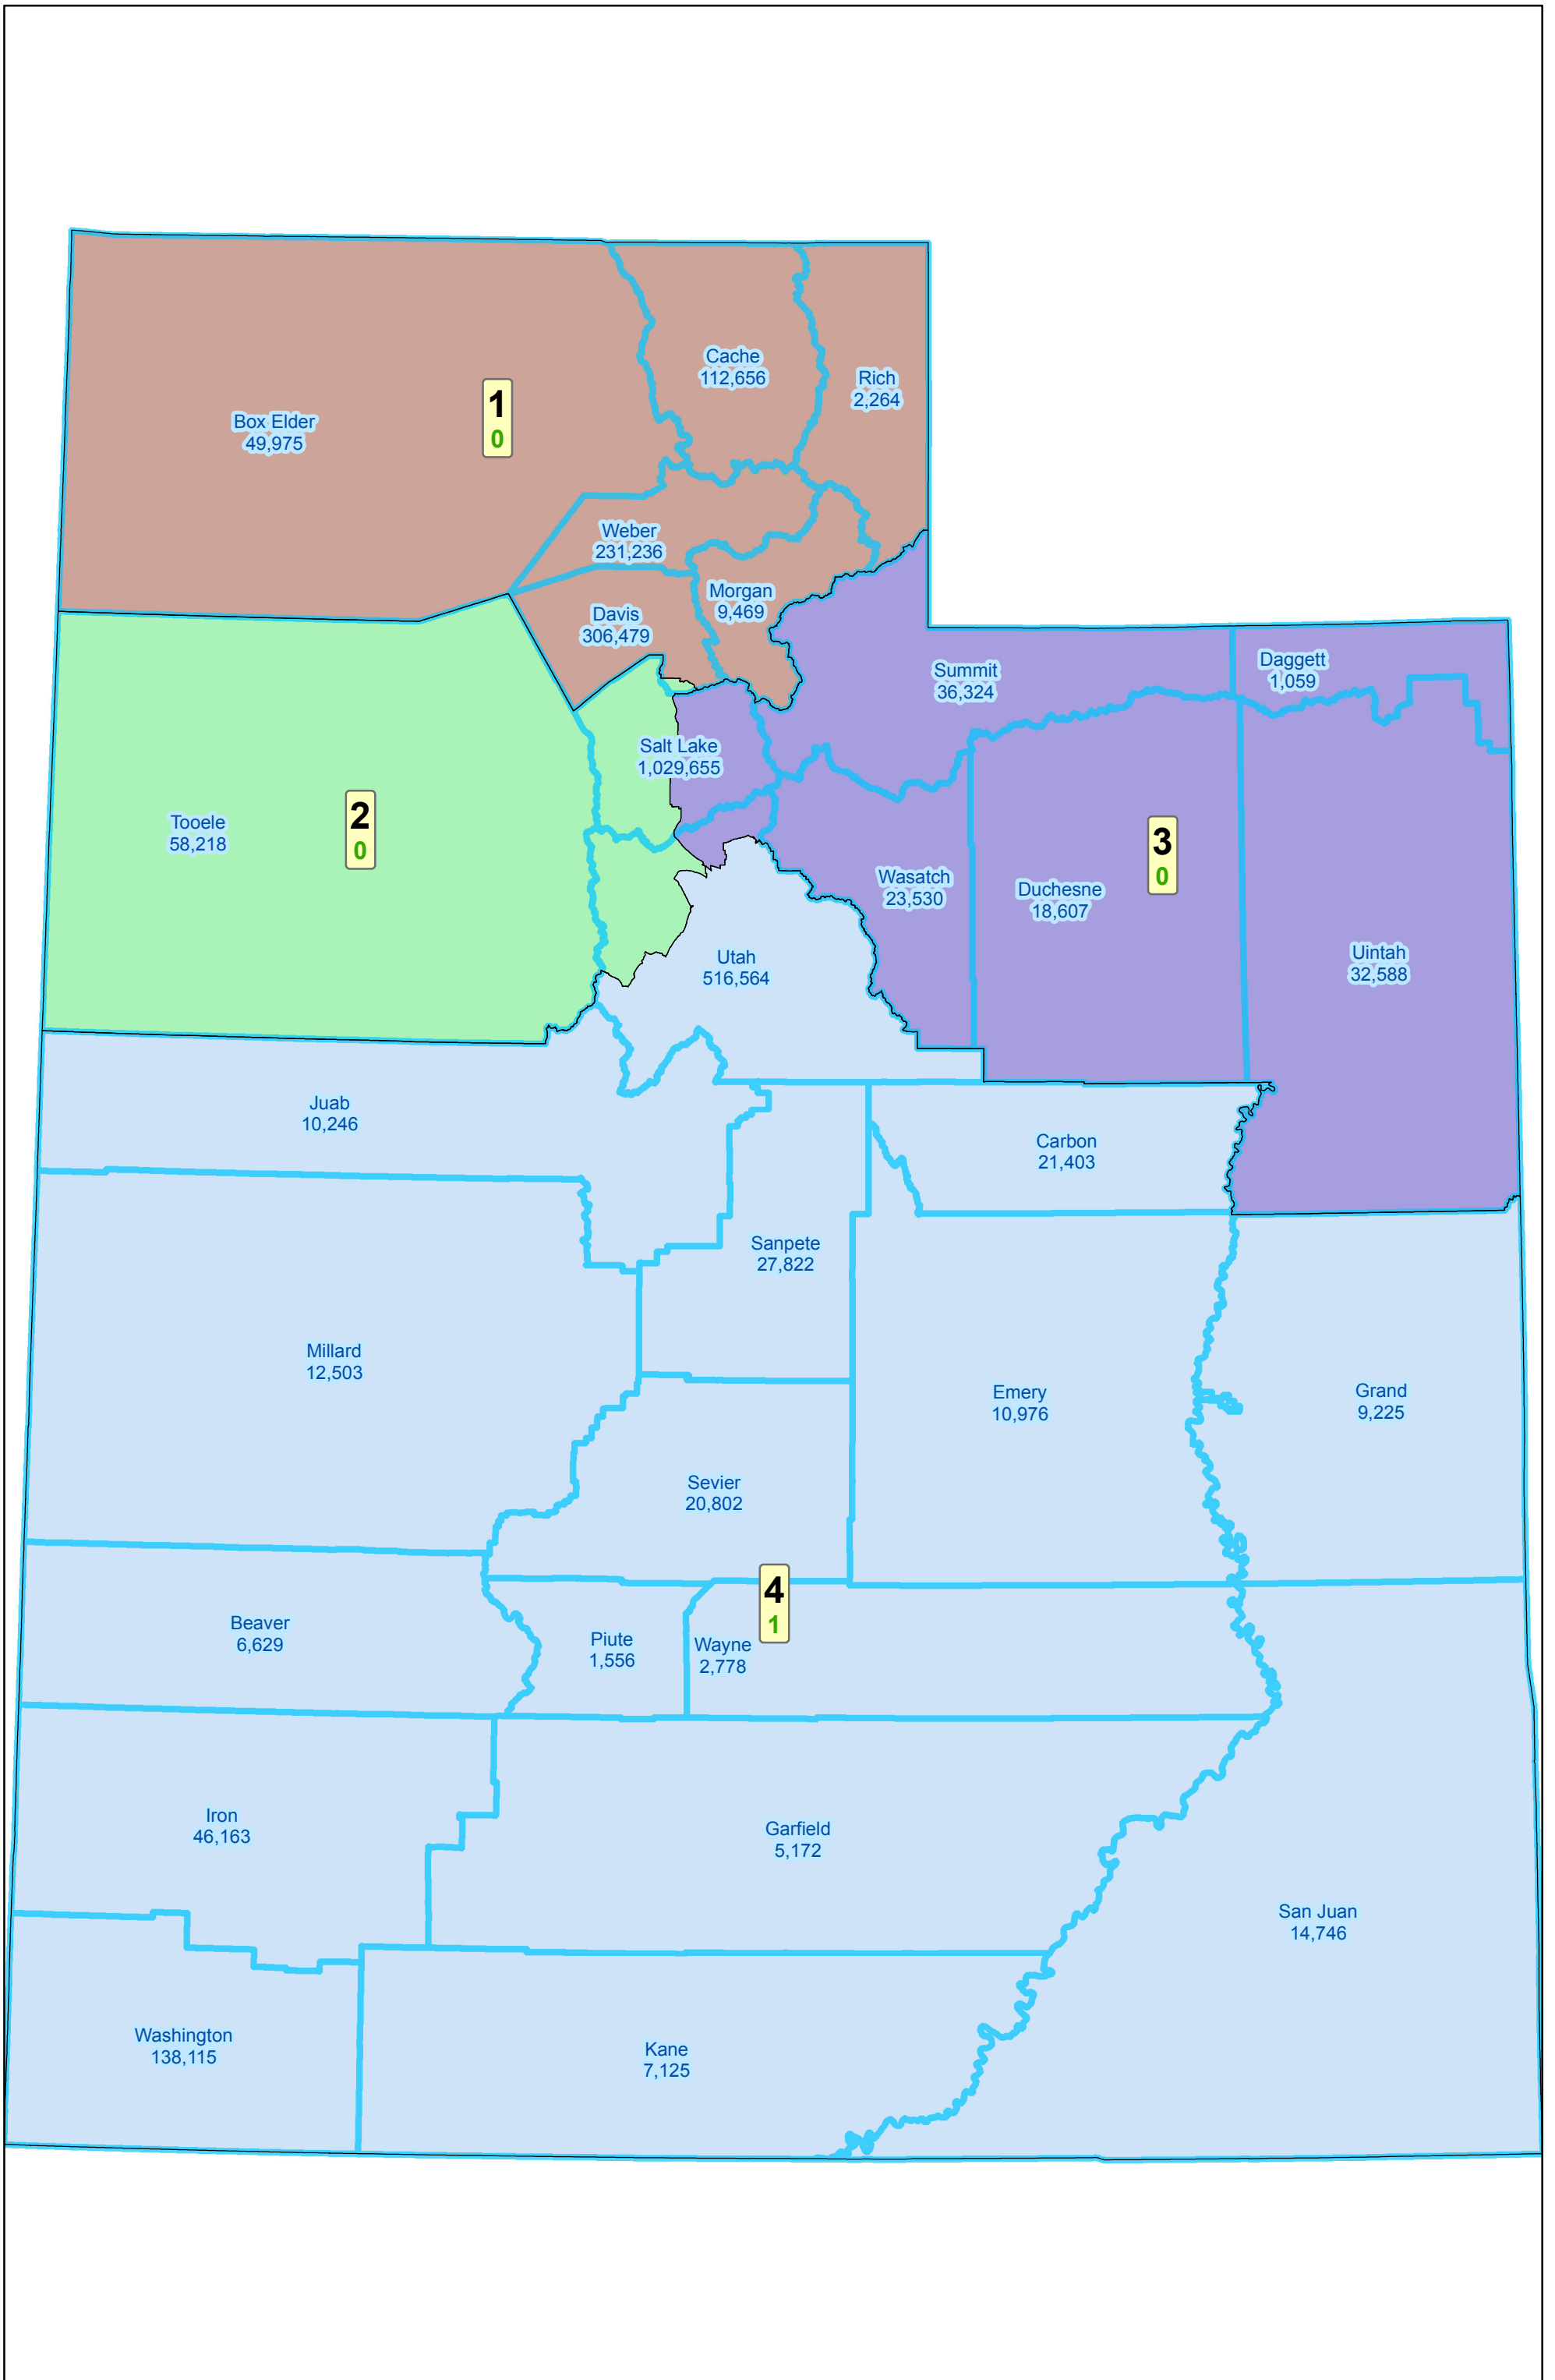 Cache
112,656
Rich
2,264
Box Elder
49,975
1
0
Weber
231,236
Morgan
9,469
Davis
306,479
Summit
36,324
Daggett
1,059
Salt Lake
1,029,655
Tooele
58,218
2
0
3
0
Wasatch
23,530
Duchesne
18,607
Uintah
32,588
Utah
516,564
Juab
10,246
Carbon
21,403
Sanpete
27,822
Millard
12,503
Emery
10,976
Grand
9,225
Sevier
20,802
4
1
Beaver
6,629
Piute
1,556
Wayne
2,778
Iron
46,163
Garfield
5,172
San Juan
14,746
Washington
138,115
Kane
7,125